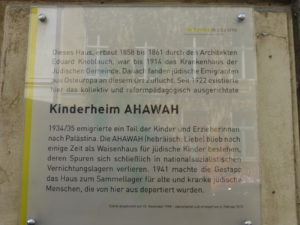 Dieses Haus, erbaut 1858 bis 1861 durch den Architekten
Eduard Knoblauch, war bis 1914 das Krankenhaus der
Jüdischen Gemeinde. Danach fanden jüdische Emigranten
aus Osteuropa an diesem Ort Zuflucht. Seit 1922 existierte
hier das kollektiv und reformpädagogisch ausgerichtete
Kinderheim AHAWAH
1934/35 emigrierte ein Teil der Kinder und Erzieherinnen
nach Palästina. Die AHAWAH (hebräisch: Liebe) blieb noch
einige Zeit als Waisenhaus für jüdische Kinder bestehen,
deren Spuren sich schließlich in nationalsozialistischen
Vernichtungslagern verlieren. 1941 machte die Gestapo
das Haus zum Sammellager für alte und kranke jüdische
Menschen, die von hier aus deportiert wurden.